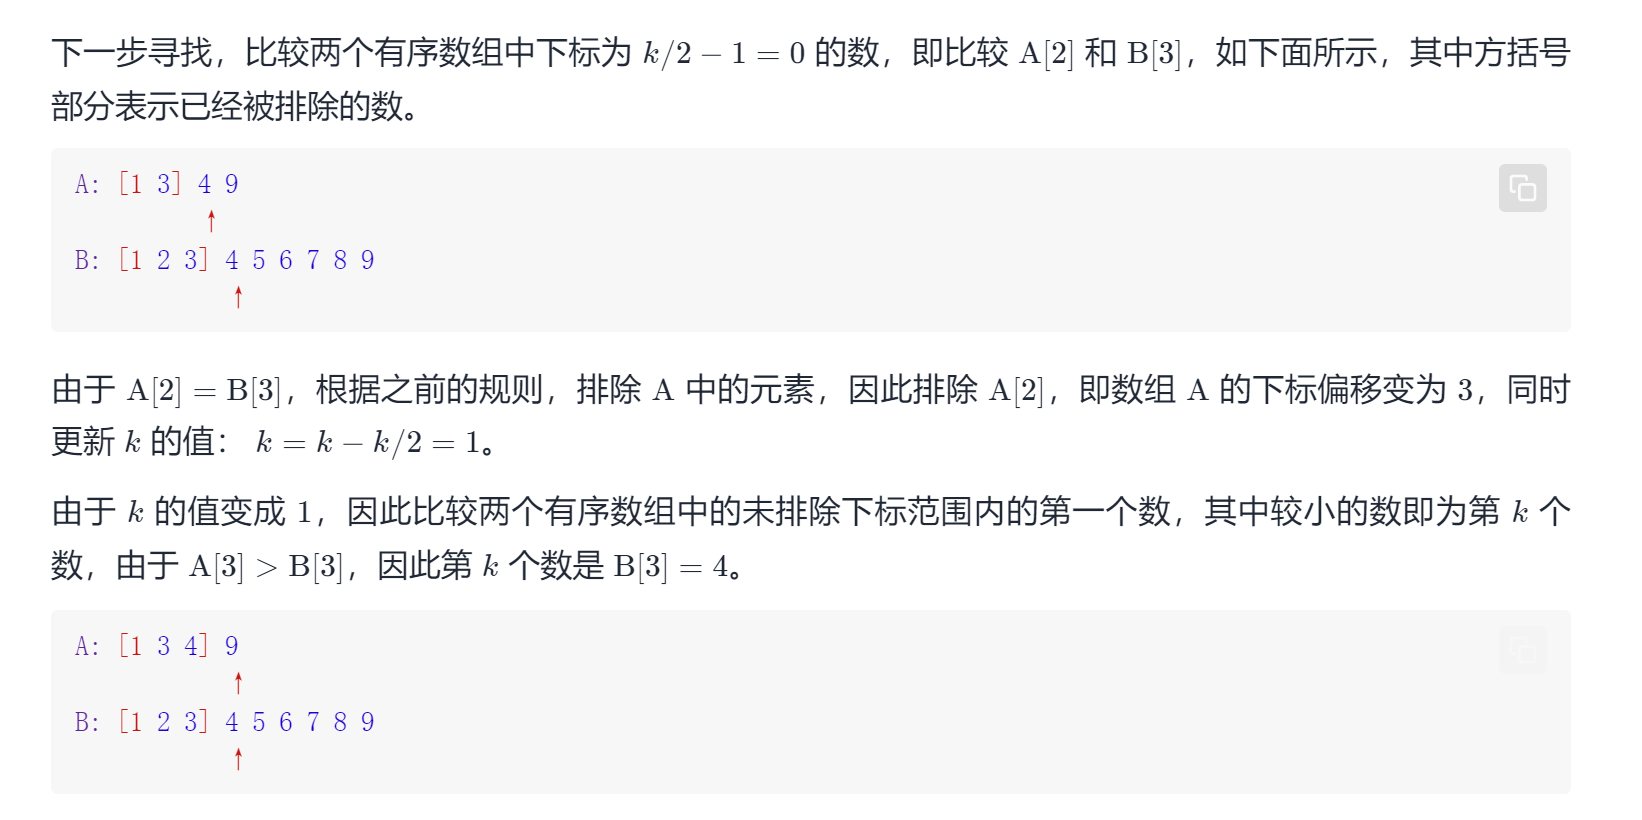 下一步寻找，比较两个有序数组中下标为 k/2 − 1 = 0 的数，即比较 A[2] 和 B[3]，如下面所示，其中方括号
部分表示已经被排除的数。
A: [1 3] 4 9
↑
B: [1 2 3] 4 5 6 7 8 9
↑
由于 A[2] = B[3]，根据之前的规则，排除 A 中的元素，因此排除 A[2]，即数组 A 的下标偏移变为 3，同时
更新 k 的值： k = k − k/2 = 1。
由于 k 的值变成 1，因此比较两个有序数组中的未排除下标范围内的第一个数，其中较小的数即为第 k 个
数，由于 A[3] > B[3]，因此第 k 个数是 B[3] = 4。
A: [1 3 4] 9
↑
B: [1 2 3] 4 5 6 7 8 9
↑